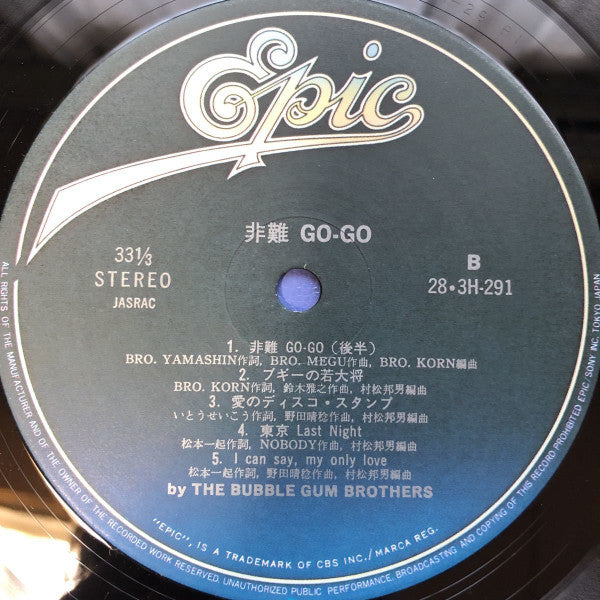 Epic
非難 GO-GO
33⅓
STEREO
JASRAC
B
28・3H-291
1. 非難 GO-GO (後半)
BRO. YAMASHIN作詞, BRO. MEGU作曲, BRO. KORN編曲
2. ブギーの若大将
BRO. KORN作詞, 鈴木雅之作曲, 村松邦男編曲
3. 愛のディスコ・スタンプ
いとうせいこう作詞, 野田晴稔作曲, 村松邦男編曲
4. 東京 Last Night
松本一起作詞, NOBODY作曲, 村松邦男編曲
5. I can say, my only love
松本一起作詞, 野田晴稔作曲, 村松邦男編曲
by THE BUBBLE GUM BROTHERS
"EPIC", IS A TRADEMARK OF CBS INC./MARCA REG.
ALL RIGHTS OF THE MANUFACTURER AND OF THE OWNER OF THE RECORDED WORK RESERVED. UNAUTHORIZED PUBLIC PERFORMANCE, BROADCASTING AND COPYING OF THIS RECORD PROHIBITED EPIC, SONY INC. TOKYO JAPAN